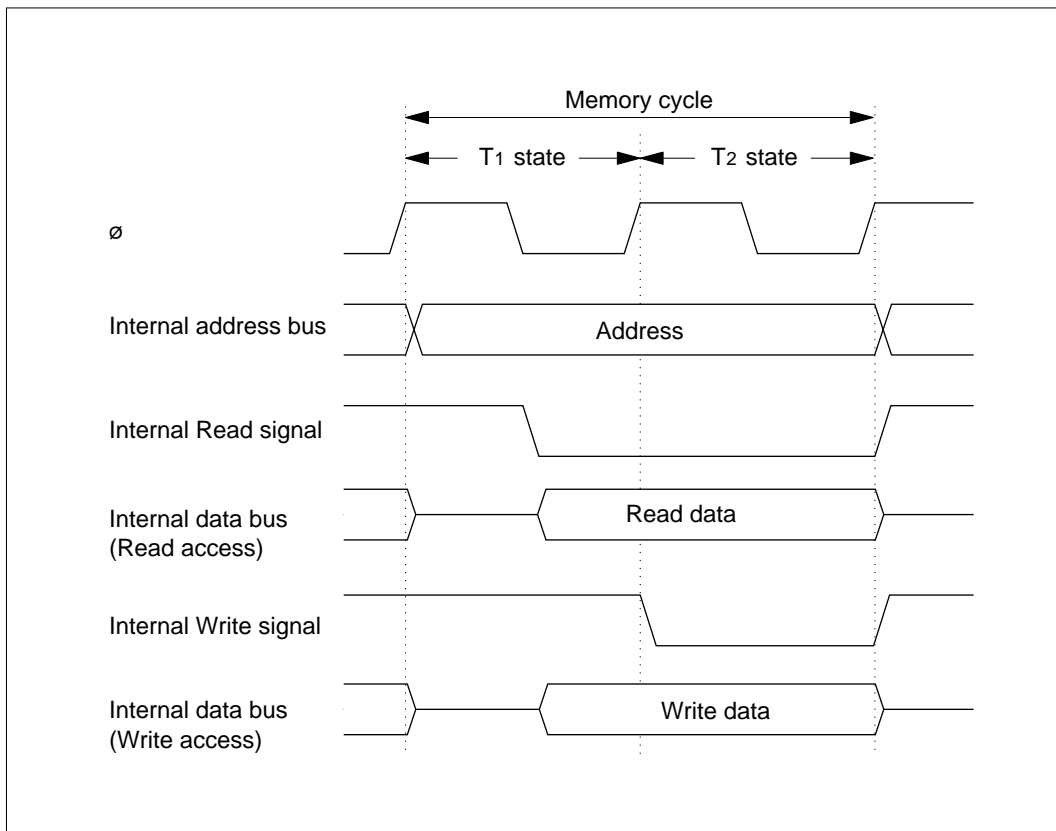 Memory cycle
T1 state
T2 state
ø
Internal address bus
Address
Internal Read signal
Internal data bus
(Read access)
Read data
Internal Write signal
Internal data bus
(Write access)
Write data